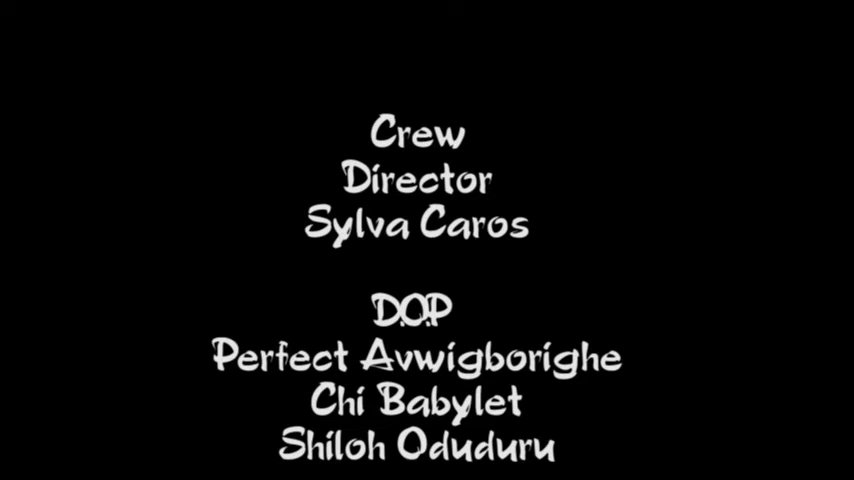 Crew
Director
Sylva Caros
D.O.P
Perfect Avwigborighe
Chi Babylet
Shiloh Oduduru